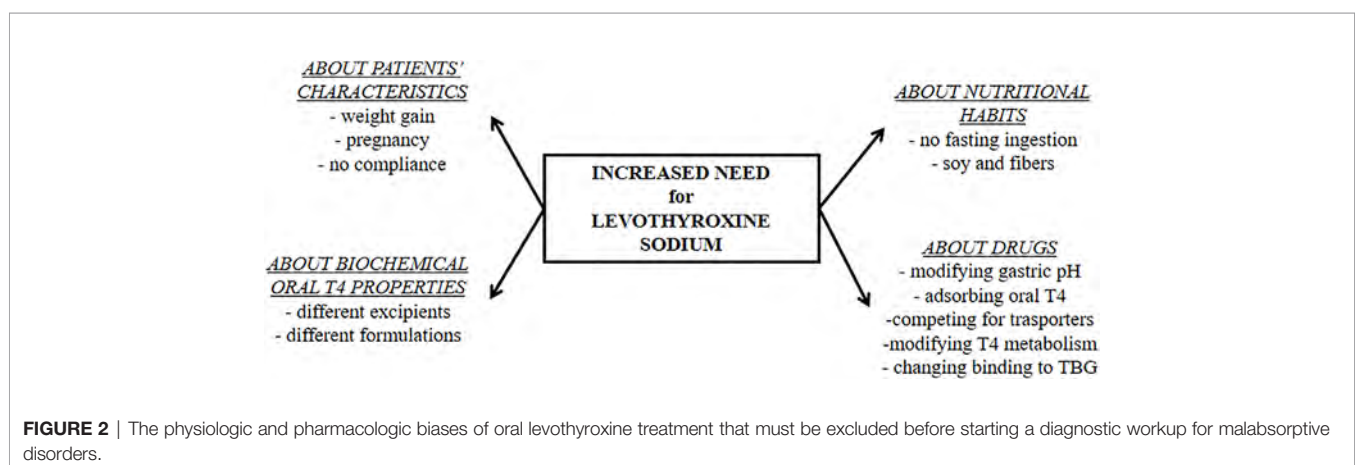 ABOUT PATIENTS'
CHARACTERISTICS
- weight gain
- pregnancy
- no compliance
ABOUT BIOCHEMICAL
ORAL T4 PROPERTIES
- different excipients
- different formulations
INCREASED NEED
for
LEVOTHYROXINE
SODIUM
ABOUT NUTRITIONAL
HABITS
- no fasting ingestion
- soy and fibers
ABOUT DRUGS
- modifying gastric pH
- adsorbing oral T4
-competing for trasporters
-modifying T4 metabolism
- changing binding to TBG
FIGURE 2 | The physiologic and pharmacologic biases of oral levothyroxine treatment that must be excluded before starting a diagnostic workup for malabsorptive
disorders.